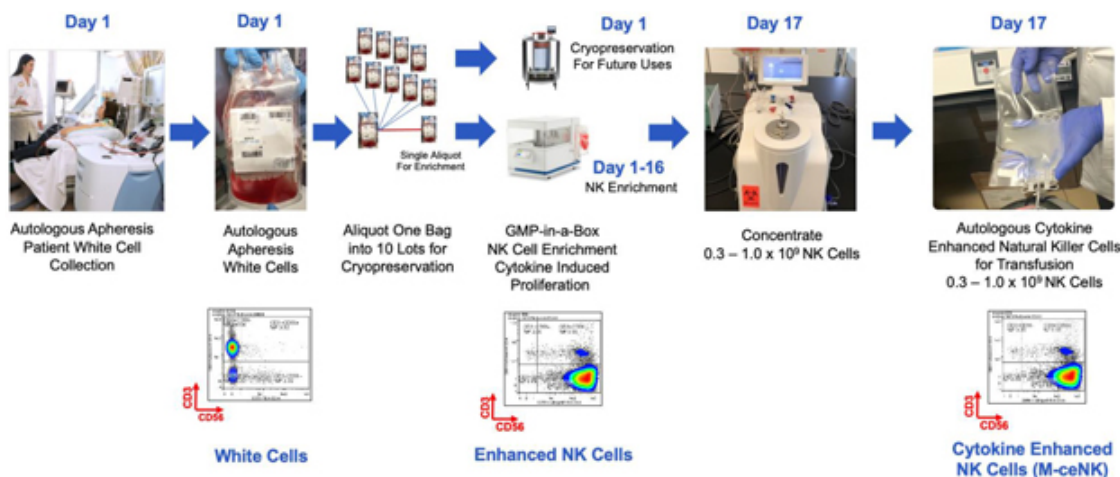 Day 1
Day 1
Day 1
Day 17
Day 17
Cryopreservation
For Future Uses
Single Aliquot
For Enrichment
Day 1-16
NK Enrichment
Autologous Apheresis
Patient White Cell
Collection
Autologous
Apheresis
White Cells
Aliquot One Bag
into 10 Lots for
Cryopreservation
GMP-in-a-Box
NK Cell Enrichment
Cytokine Induced
Proliferation
Concentrate
0.3 – 1.0 x 10⁹ NK Cells
Autologous Cytokine
Enhanced Natural Killer Cells
for Transfusion
0.3 – 1.0 x 10⁹ NK Cells
CD3
CD56
CD3
CD56
CD3
CD56
White Cells
Enhanced NK Cells
Cytokine Enhanced
NK Cells (M-ceNK)